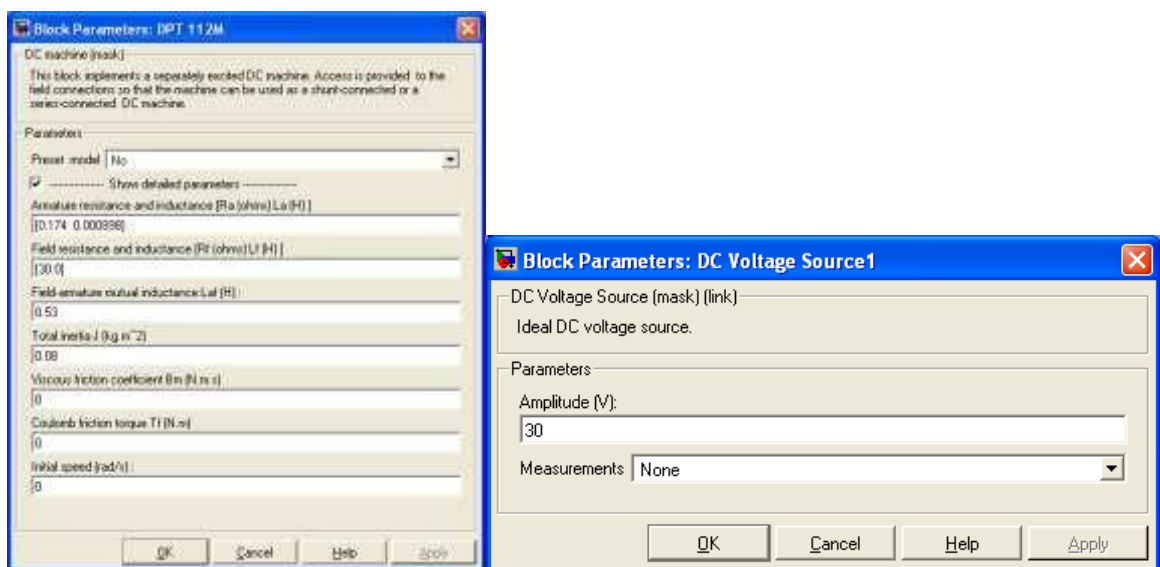 Block Parameters: DPT 112M
DC machine (mask)
This block implements a separately excited DC machine. Access is provided to the
field connections so that the machine can be used as a shunt-connected or a
series-connected DC machine.
Parameters
Preset model No
------------ Show detailed parameters ------------
Armature resistance and inductance [Ra (ohms) La (H) ]
[0.174 0.000898]
Field resistance and inductance [Rf (ohms) Lf (H) ]
[30 0]
Field-armature mutual inductance Laf (H) :
0.53
Total inertia J (kg.m^2)
0.08
Viscous friction coefficient Bm (N.m.s)
0
Coulomb friction torque Tf (N.m)
0
Initial speed (rad/s) :
0
OK Cancel Help Apply
Block Parameters: DC Voltage Source1
DC Voltage Source (mask) (link)
Ideal DC voltage source.
Parameters
Amplitude (V):
30
Measurements None
OK Cancel Help Apply